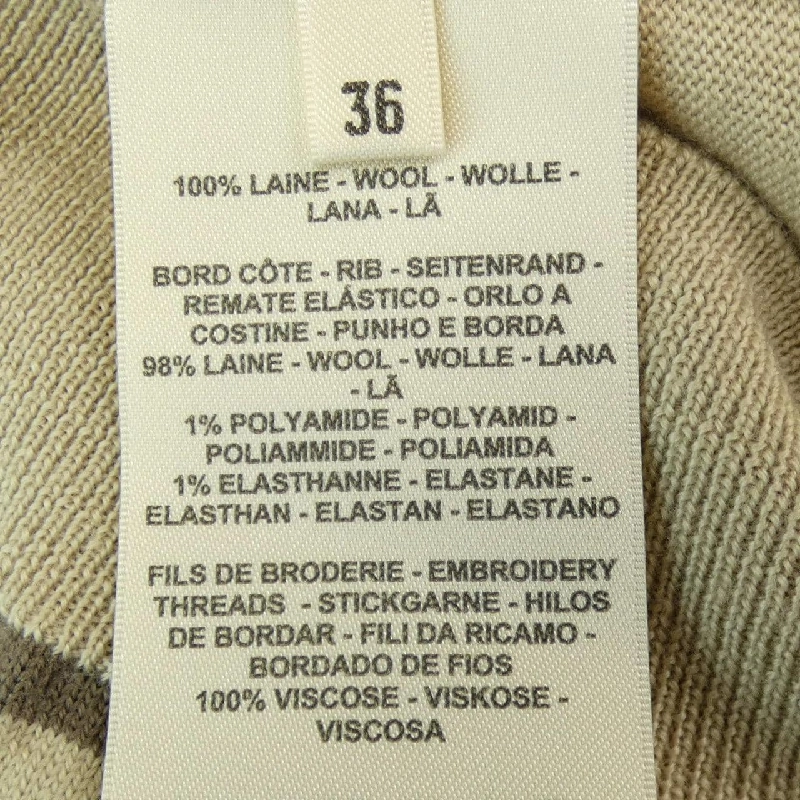 36
100% LAINE - WOOL - WOLLE -
LANA - LÃ
BORD CÔTE - RIB - SEITENRAND -
REMATE ELÁSTICO - ORLO A
COSTINE - PUNHO E BORDA
98% LAINE - WOOL - WOLLE - LANA
- LÃ
1% POLYAMIDE - POLYAMID -
POLIAMMIDE - POLIAMIDA
1% ELASTHANNE - ELASTANE -
ELASTHAN - ELASTAN - ELASTANO
FILS DE BRODERIE - EMBROIDERY
THREADS - STICKGARNE - HILOS
DE BORDAR - FILI DA RICAMO -
BORDADO DE FIOS
100% VISCOSE - VISKOSE -
VISCOSA